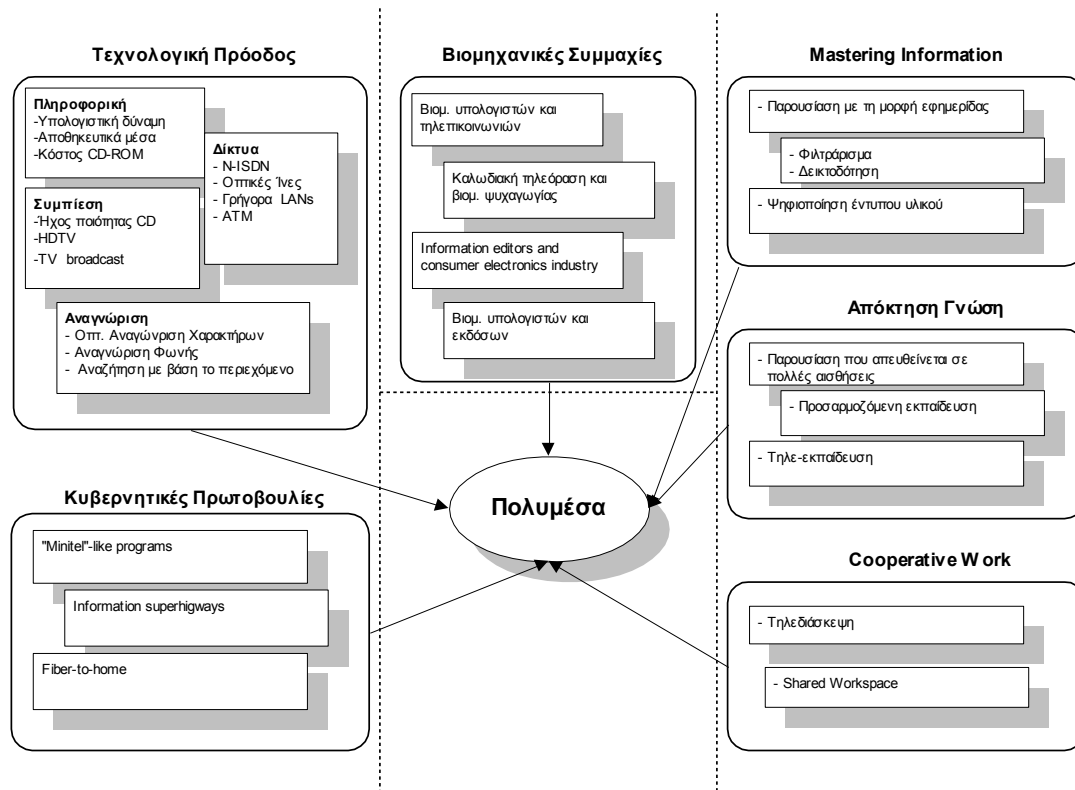 Τεχνολογική Πρόοδος
Πληροφορική
-Υπολογιστική δύναμη
-Αποθηκευτικά μέσα
-Κόστος CD-ROM
Δίκτυα
- N-ISDN
- Οπτικές Ίνες
- Γρήγορα LANs
- ATM
Συμπίεση
-Ήχος ποιότητας CD
-HDTV
-TV broadcast
Αναγνώριση
- Οπτ. Αναγώνριση Χαρακτήρων
- Αναγνώριση Φωνής
- Αναζήτηση με βάση το περιεχόμενο
Βιομηχανικές Συμμαχίες
Βιομ. υπολογιστών και
τηλεπικοινωνιών
Καλωδιακή τηλεόραση και
βιομ. ψυχαγωγίας
Information editors and
consumer electronics industry
Βιομ. υπολογιστών και
εκδόσων
Mastering Information
- Παρουσίαση με τη μορφή εφημερίδας
- Φιλτράρισμα
- Δεικτοδότηση
- Ψηφιοποίηση έντυπου υλικού
Απόκτηση Γνώση
- Παρουσίαση που απευθείνεται σε
πολλές αισθήσεις
- Προσαρμοζόμενη εκπαίδευση
- Τηλε-εκπαίδευση
Πολυμέσα
Κυβερνητικές Πρωτοβουλίες
"Minitel"-like programs
Information superhigways
Fiber-to-home
Cooperative Work
- Τηλεδιάσκεψη
- Shared Workspace